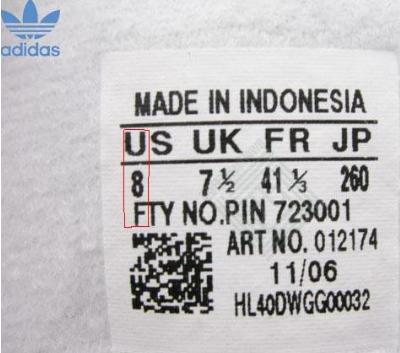 adidas
MADE IN INDONESIA
US UK FR JP
8 7½ 41⅓ 260
FTY NO.PIN 723001
ART NO. 012174
11/06
HL40DWGG00032